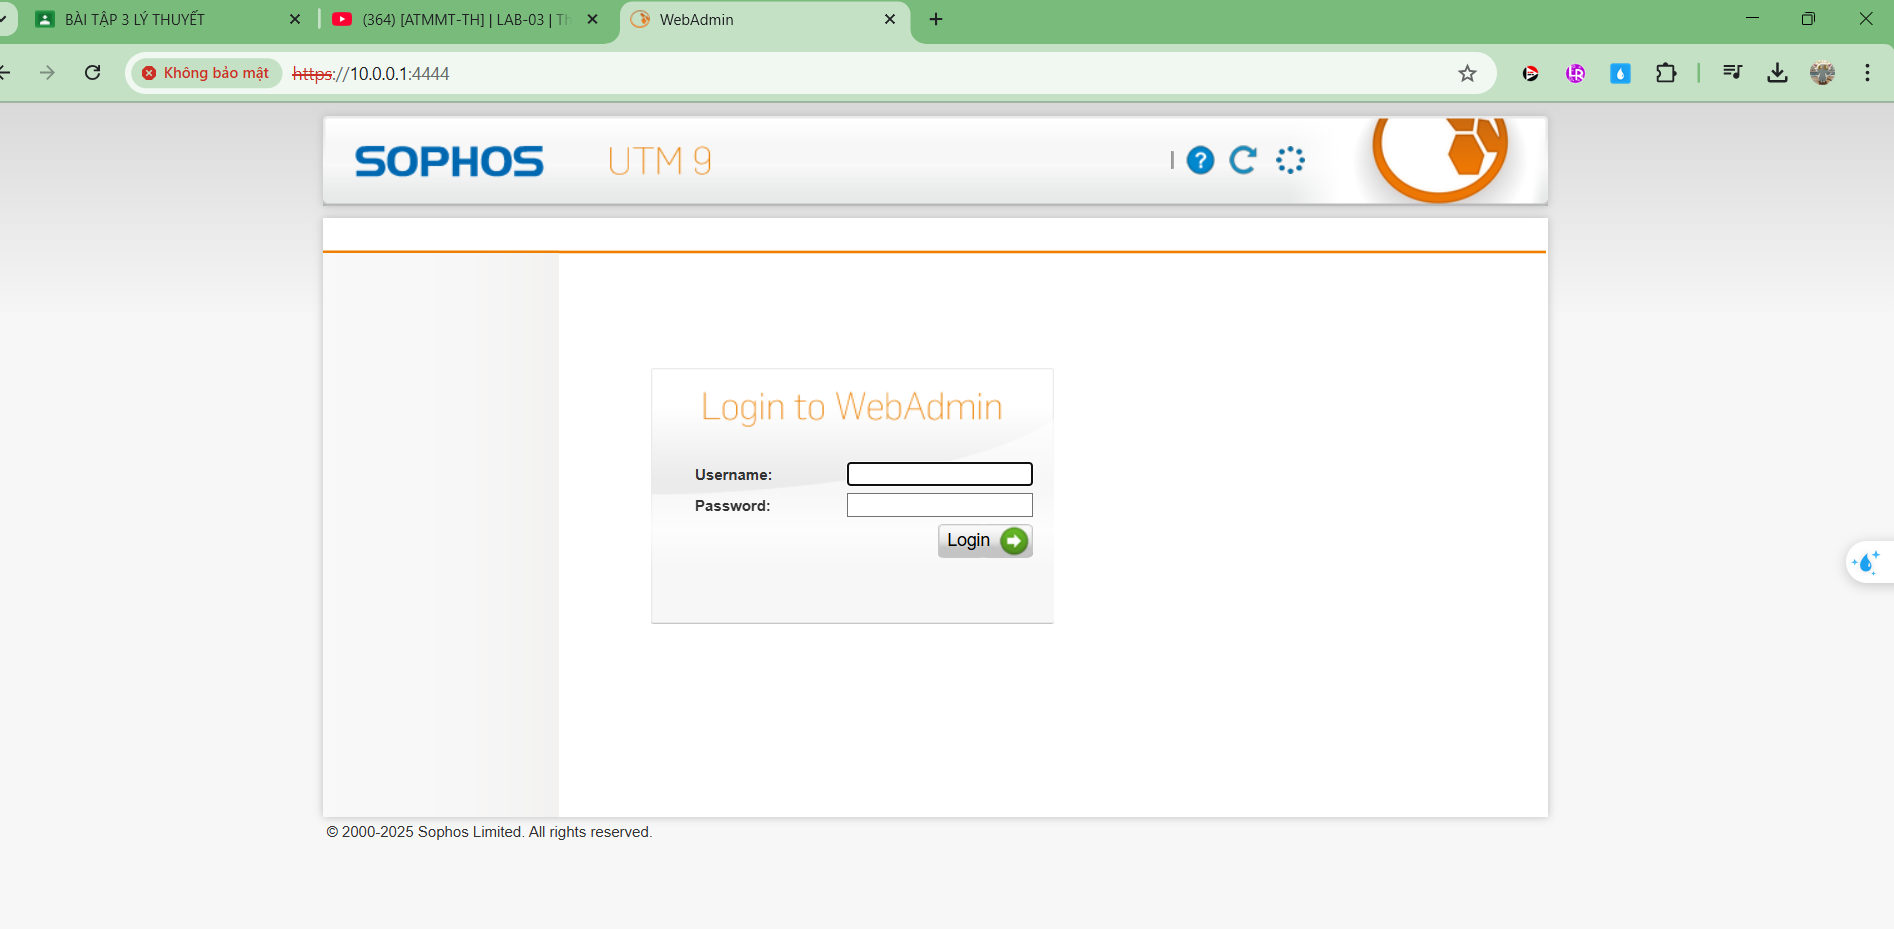 BÀI TẬP 3 LÝ THUYẾT
(364) [ATMMT-TH] | LAB-03 | Th
WebAdmin
Không bảo mật
https://10.0.0.1:4444
SOPHOS
UTM 9
Login to WebAdmin
Username:
Password:
Login
© 2000-2025 Sophos Limited. All rights reserved.